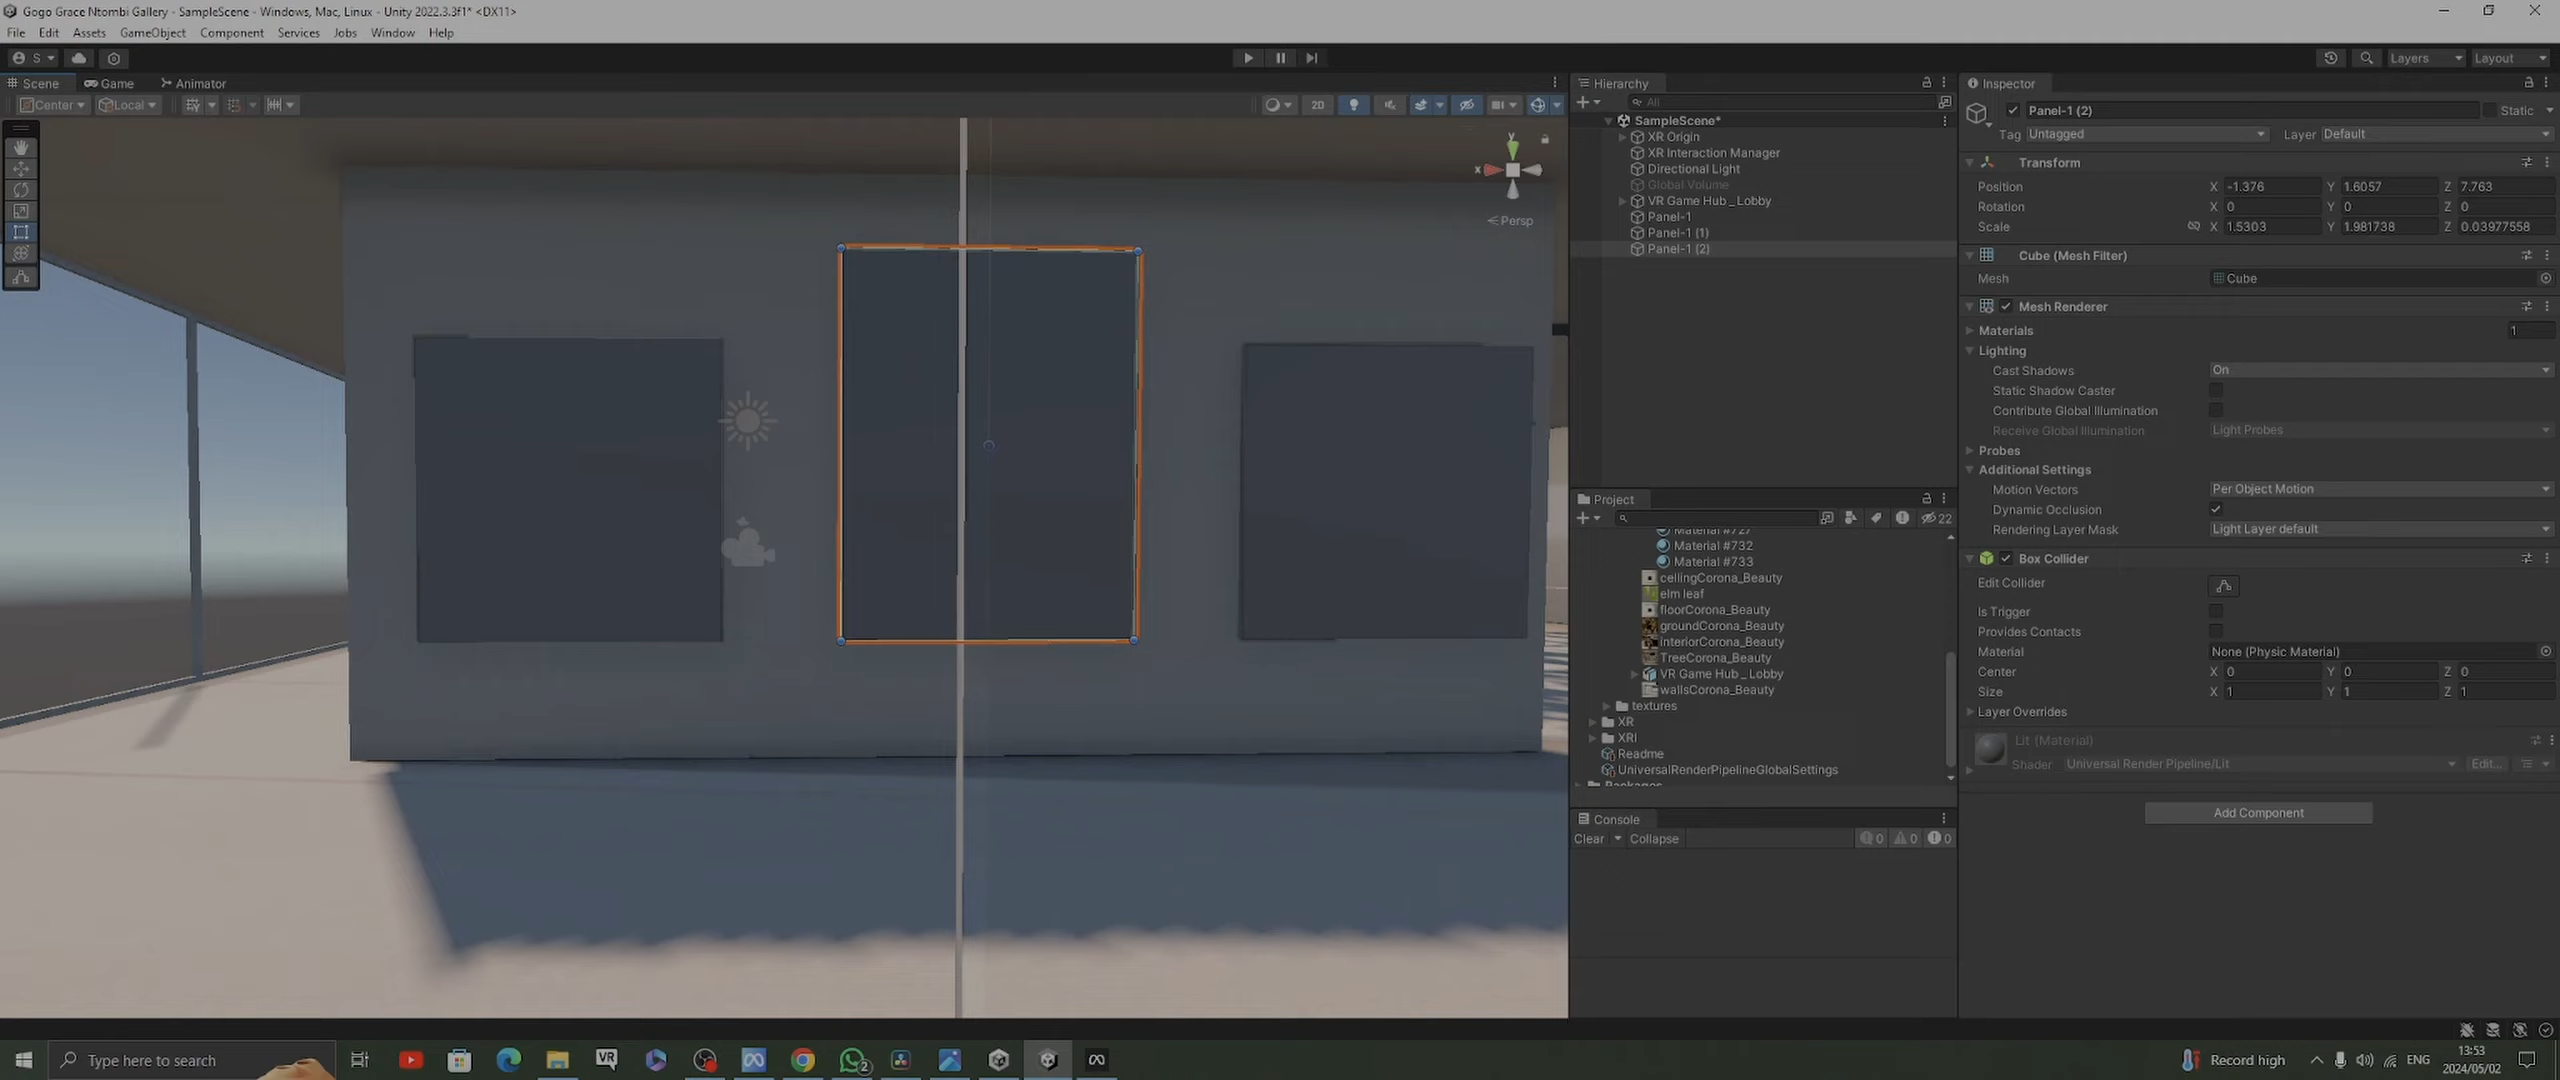 Gogo Grace Ntombi Gallery - SampleScene - Windows, Mac, Linux - Unity 2022.3.3f1* <DX11>
File Edit Assets GameObject Component Services Jobs Window Help
S Layers Layout
Scene Game Animator
Center Local 2D
y
x
Persp
Hierarchy
All
SampleScene*
XR Origin
XR Interaction Manager
Directional Light
Global Volume
VR Game Hub _ Lobby
Panel-1
Panel-1 (1)
Panel-1 (2)
Project
22
Material #727
Material #732
Material #733
cellingCorona_Beauty
elm leaf
floorCorona_Beauty
groundCorona_Beauty
interiorCorona_Beauty
TreeCorona_Beauty
VR Game Hub _ Lobby
wallsCorona_Beauty
textures
XR
XRI
Readme
UniversalRenderPipelineGlobalSettings
Packages
Console
Clear Collapse 0 0 0
Inspector
Panel-1 (2) Static
Tag Untagged Layer Default
Transform
Position X -1.376 Y 1.6057 Z 7.763
Rotation X 0 Y 0 Z 0
Scale X 1.5303 Y 1.981738 Z 0.03977558
Cube (Mesh Filter)
Mesh Cube
Mesh Renderer
Materials 1
Lighting
Cast Shadows On
Static Shadow Caster
Contribute Global Illumination
Receive Global Illumination Light Probes
Probes
Additional Settings
Motion Vectors Per Object Motion
Dynamic Occlusion
Rendering Layer Mask Light Layer default
Box Collider
Edit Collider
Is Trigger
Provides Contacts
Material None (Physic Material)
Center X 0 Y 0 Z 0
Size X 1 Y 1 Z 1
Layer Overrides
Lit (Material)
Shader Universal Render Pipeline/Lit Edit...
Add Component
Type here to search VR 2 Record high ENG 13:53
2024/05/02